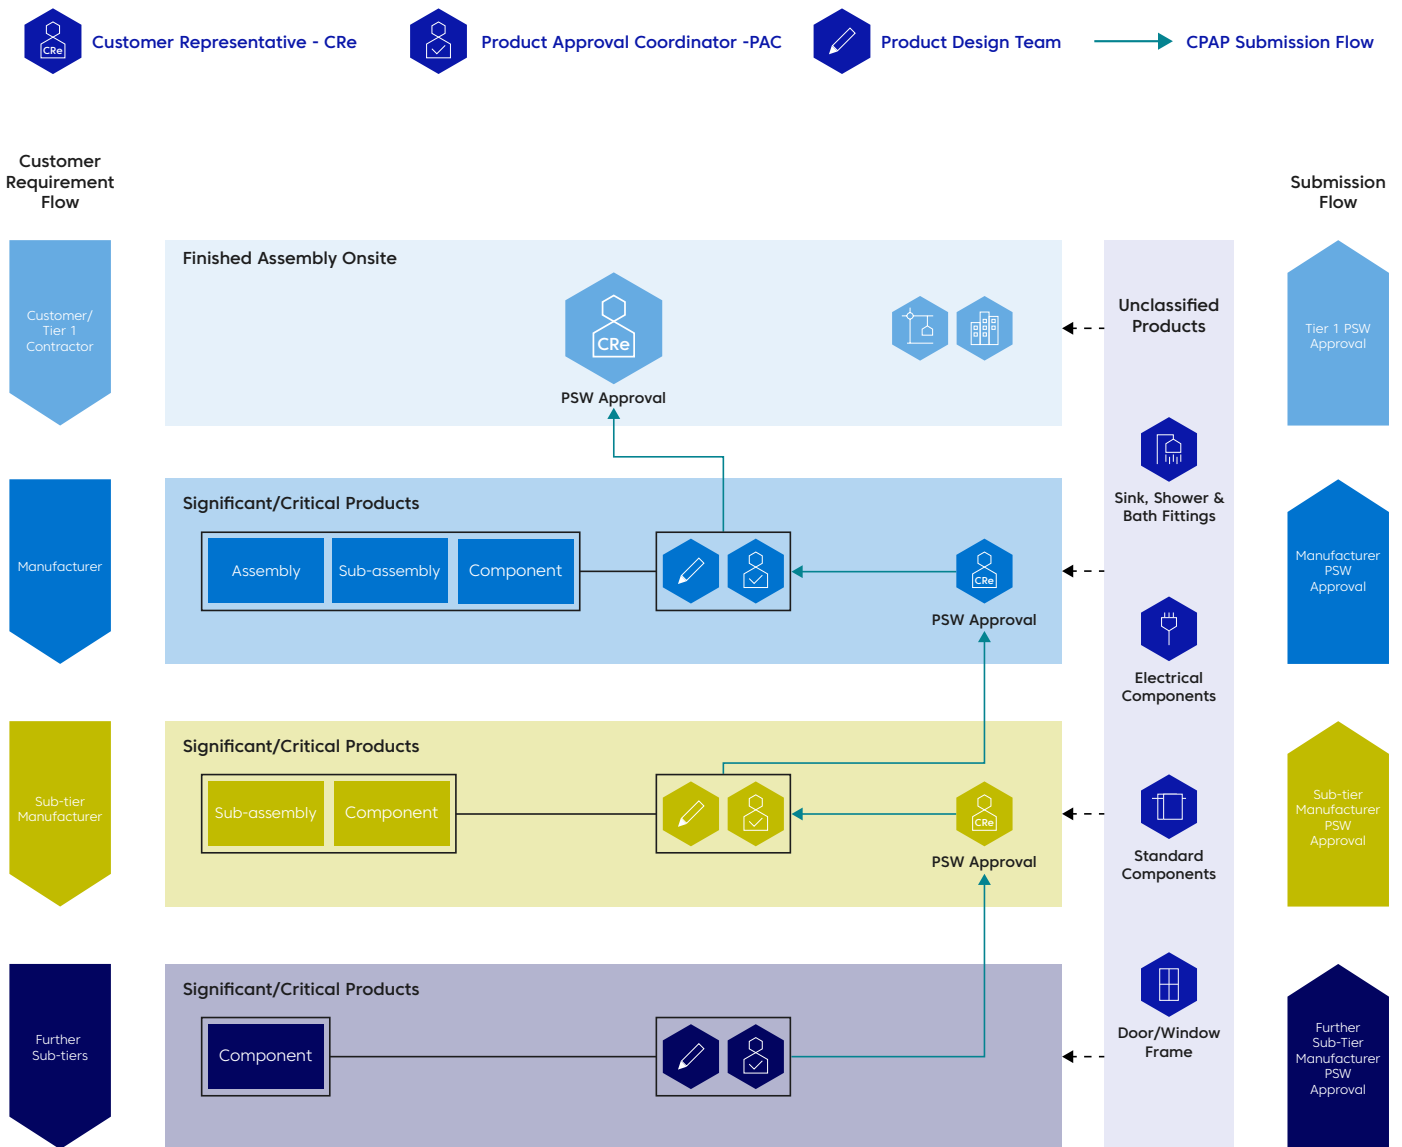 CRe
Customer Representative - CRe
Product Approval Coordinator -PAC
Product Design Team
CPAP Submission Flow
Customer
Requirement
Flow
Submission
Flow
Customer/
Tier 1
Contractor
Finished Assembly Onsite
CRe
PSW Approval
Unclassified
Products
Tier 1 PSW
Approval
Sink, Shower &
Bath Fittings
Manufacturer
Significant/Critical Products
Assembly
Sub-assembly
Component
CRe
PSW Approval
Manufacturer
PSW
Approval
Electrical
Components
Sub-tier
Manufacturer
Significant/Critical Products
Sub-assembly
Component
CRe
PSW Approval
Standard
Components
Sub-tier
Manufacturer
PSW
Approval
Further
Sub-tiers
Significant/Critical Products
Component
Door/Window
Frame
Further
Sub-Tier
Manufacturer
PSW
Approval